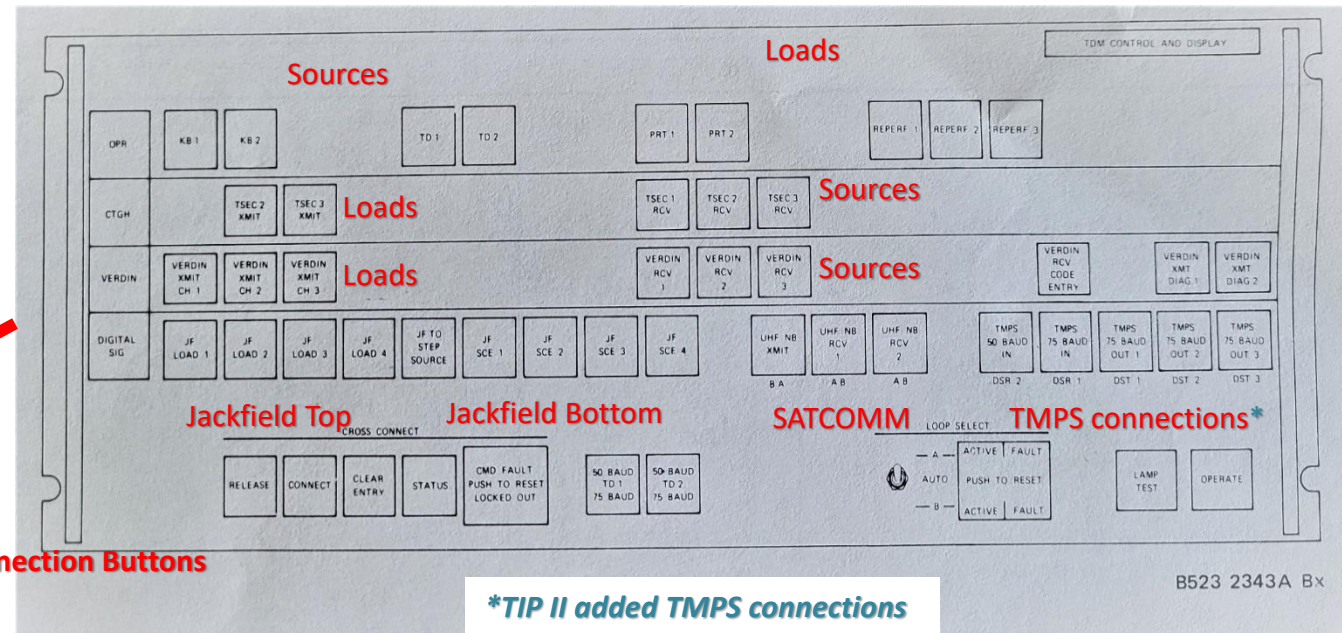 TDM CONTROL AND DISPLAY
Sources
Loads
OPR
KB 1
KB 2
TD 1
TD 2
PRT 1
PRT 2
REPERF 1
REPERF 2
REPERF 3
CTGH
TSEC 2
XMIT
TSEC 3
XMIT
Loads
TSEC 1
RCV
TSEC 2
RCV
TSEC 3
RCV
Sources
VERDIN
VERDIN
XMIT
CH 1
VERDIN
XMIT
CH 2
VERDIN
XMIT
CH 3
Loads
VERDIN
RCV
1
VERDIN
RCV
2
VERDIN
RCV
3
Sources
VERDIN
RCV
CODE
ENTRY
VERDIN
XMT
DIAG 1
VERDIN
XMT
DIAG 2
DIGITAL
SIG
JF
LOAD 1
JF
LOAD 2
JF
LOAD 3
JF
LOAD 4
JF TO
STEP
SOURCE
JF
SCE 1
JF
SCE 2
JF
SCE 3
JF
SCE 4
UHF NB
XMIT
UHF NB
RCV
1
UHF NB
RCV
2
TMPS
50 BAUD
IN
TMPS
75 BAUD
IN
TMPS
75 BAUD
OUT 1
TMPS
75 BAUD
OUT 2
TMPS
75 BAUD
OUT 3
B A
A B
A B
DSR 2
DSR 1
DST 1
DST 2
DST 3
Jackfield Top
Jackfield Bottom
SATCOMM
TMPS connections*
CROSS CONNECT
LOOP SELECT
RELEASE
CONNECT
CLEAR
ENTRY
STATUS
CMD FAULT
PUSH TO RESET
LOCKED OUT
50 BAUD
TD 1
75 BAUD
50 BAUD
TD 2
75 BAUD
— A —
AUTO
— B —
ACTIVE FAULT
PUSH TO RESET
ACTIVE FAULT
LAMP
TEST
OPERATE
nection Buttons
B523 2343A Bx
*TIP II added TMPS connections